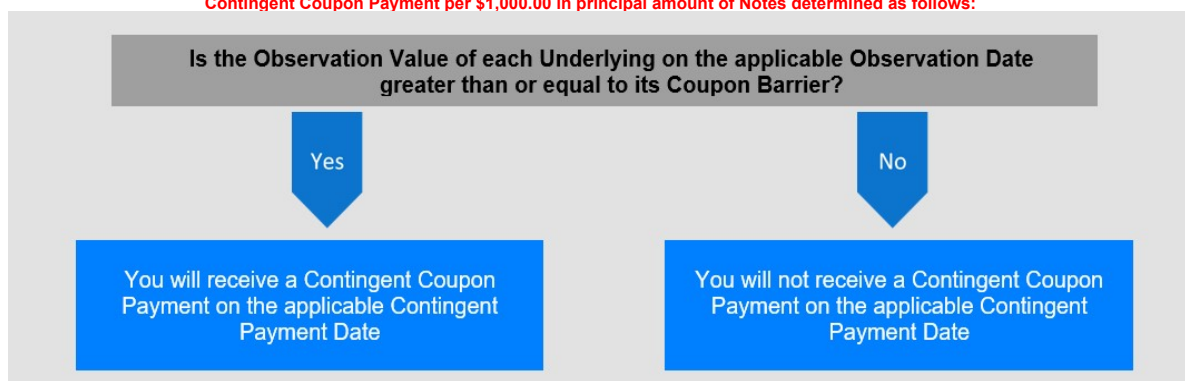 Contingent Coupon Payment per $1,000.00 in principal amount of Notes determined as follows:
Is the Observation Value of each Underlying on the applicable Observation Date
greater than or equal to its Coupon Barrier?
Yes
No
You will receive a Contingent Coupon
Payment on the applicable Contingent
Payment Date
You will not receive a Contingent Coupon
Payment on the applicable Contingent
Payment Date